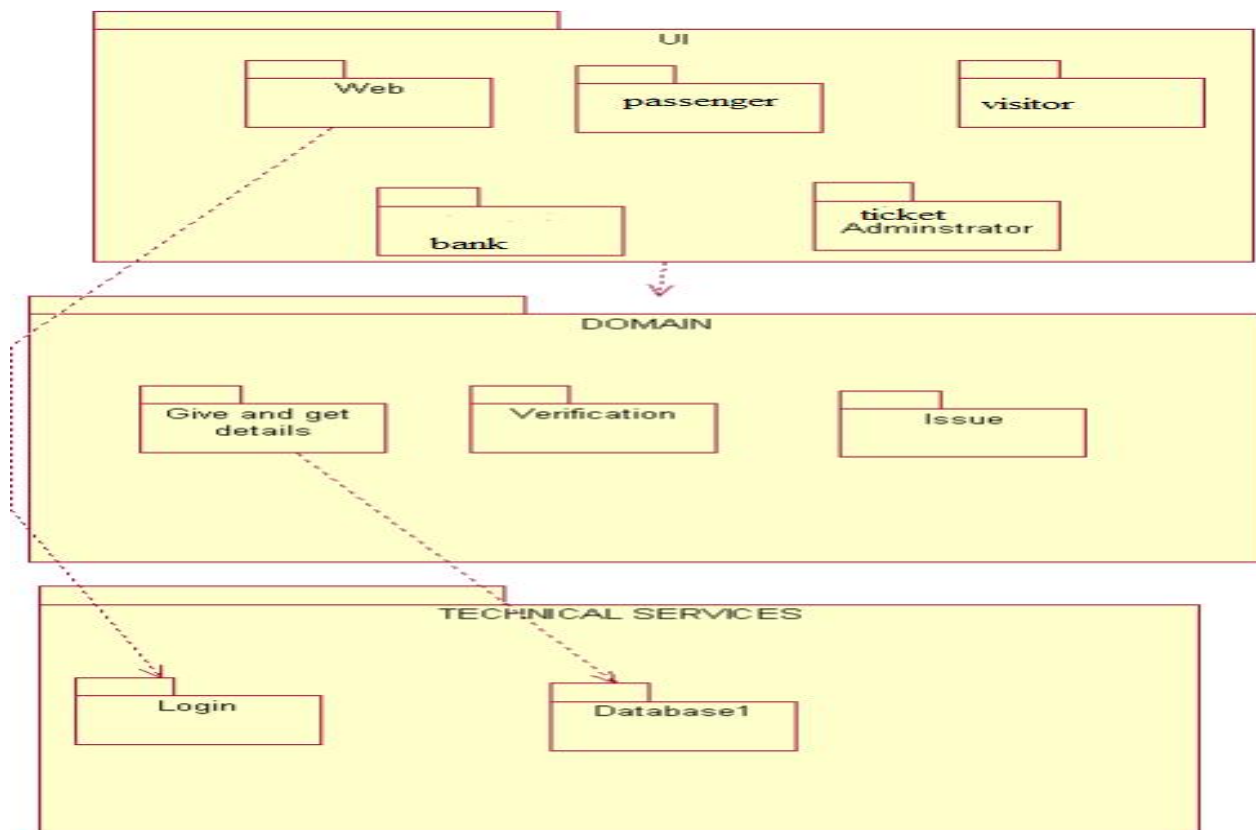 UI
Web
passenger
visitor
bank
ticket
Adminstrator
DOMAIN
Give and get
details
Verification
Issue
TECHNICAL SERVICES
Login
Database1